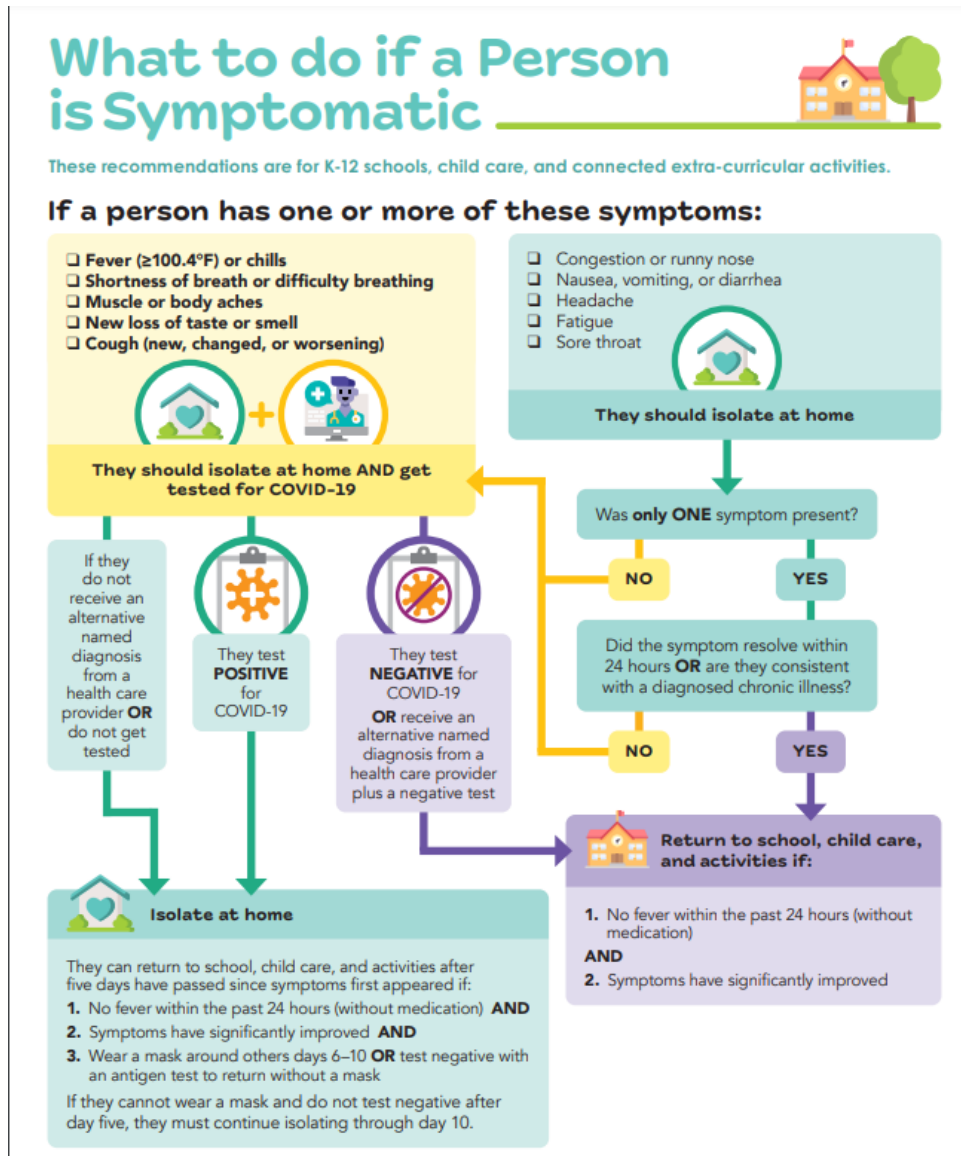 What to do if a Person
is Symptomatic
These recommendations are for K-12 schools, child care, and connected extra-curricular activities.
If a person has one or more of these symptoms:
❑ Fever (≥100.4°F) or chills
❑ Shortness of breath or difficulty breathing
❑ Muscle or body aches
❑ New loss of taste or smell
❑ Cough (new, changed, or worsening)
They should isolate at home AND get
tested for COVID-19
❑ Congestion or runny nose
❑ Nausea, vomiting, or diarrhea
❑ Headache
❑ Fatigue
❑ Sore throat
They should isolate at home
Was only ONE symptom present?
NO
YES
Did the symptom resolve within
24 hours OR are they consistent
with a diagnosed chronic illness?
NO
YES
If they
do not
receive an
alternative
named
diagnosis
from a
health care
provider OR
do not get
tested
They test
POSITIVE
for
COVID-19
They test
NEGATIVE for
COVID-19
OR receive an
alternative named
diagnosis from a
health care provider
plus a negative test
Return to school, child care,
and activities if:
1. No fever within the past 24 hours (without
medication)
AND
2. Symptoms have significantly improved
Isolate at home
They can return to school, child care, and activities after
five days have passed since symptoms first appeared if:
1. No fever within the past 24 hours (without medication) AND
2. Symptoms have significantly improved AND
3. Wear a mask around others days 6–10 OR test negative with
an antigen test to return without a mask
If they cannot wear a mask and do not test negative after
day five, they must continue isolating through day 10.